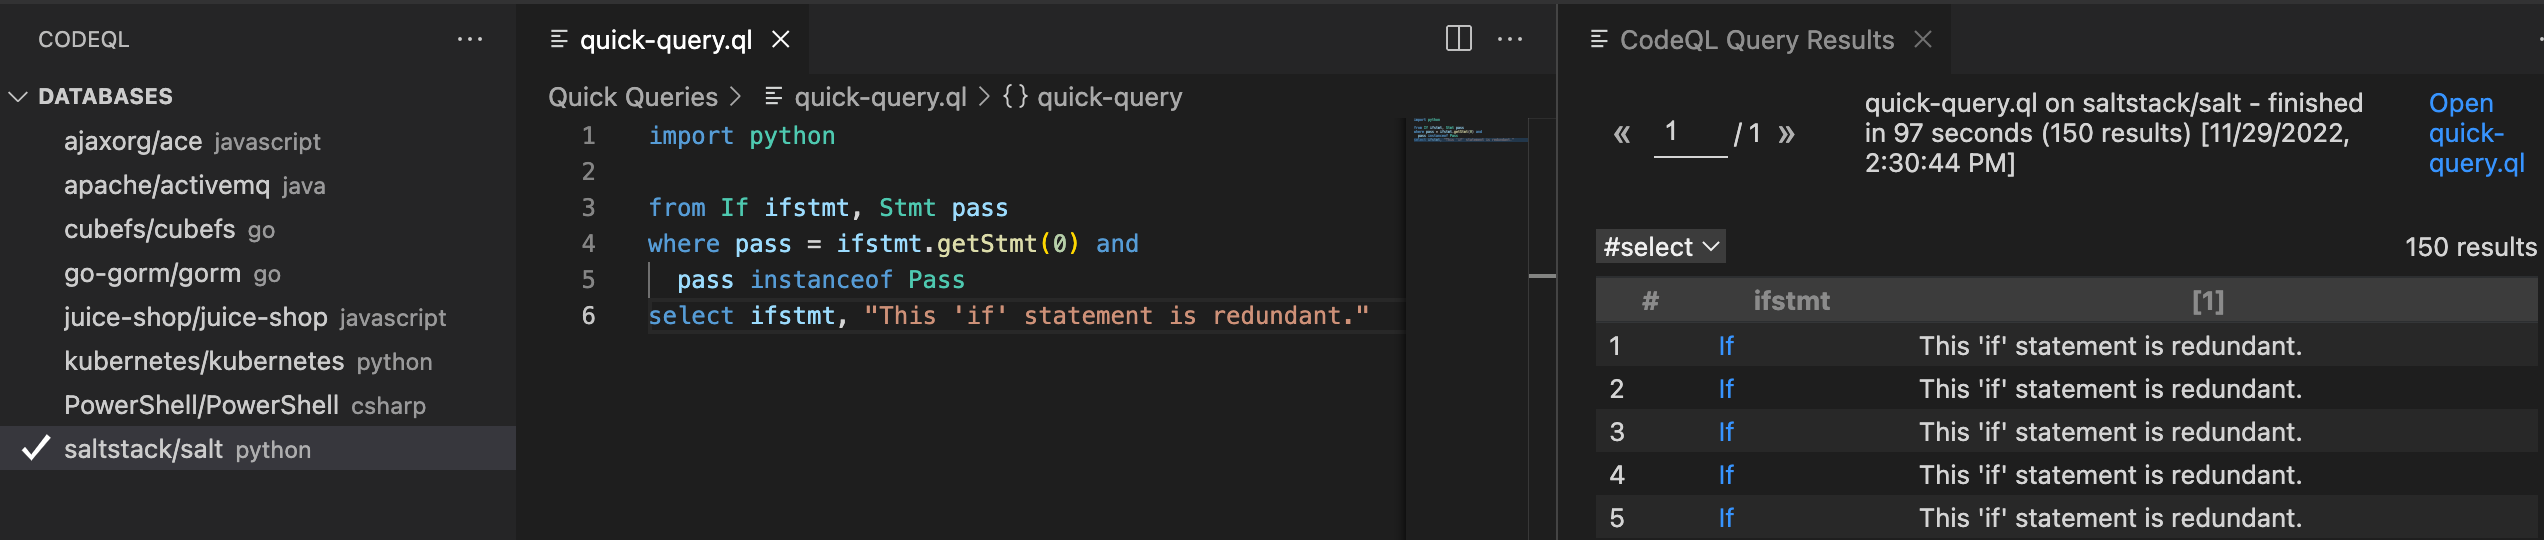 CODEQL
DATABASES
ajaxorg/ace javascript
apache/activemq java
cubefs/cubefs go
go-gorm/gorm go
juice-shop/juice-shop javascript
kubernetes/kubernetes python
PowerShell/PowerShell csharp
saltstack/salt python
quick-query.ql
Quick Queries > quick-query.ql > {} quick-query
1 import python
2
3 from If ifstmt, Stmt pass
4 where pass = ifstmt.getStmt(0) and
5 pass instanceof Pass
6 select ifstmt, "This 'if' statement is redundant."
CodeQL Query Results
« 1 / 1 »
quick-query.ql on saltstack/salt - finished
in 97 seconds (150 results) [11/29/2022,
2:30:44 PM]
Open
quick-
query.ql
#select
150 results
# ifstmt [1]
1 If This 'if' statement is redundant.
2 If This 'if' statement is redundant.
3 If This 'if' statement is redundant.
4 If This 'if' statement is redundant.
5 If This 'if' statement is redundant.